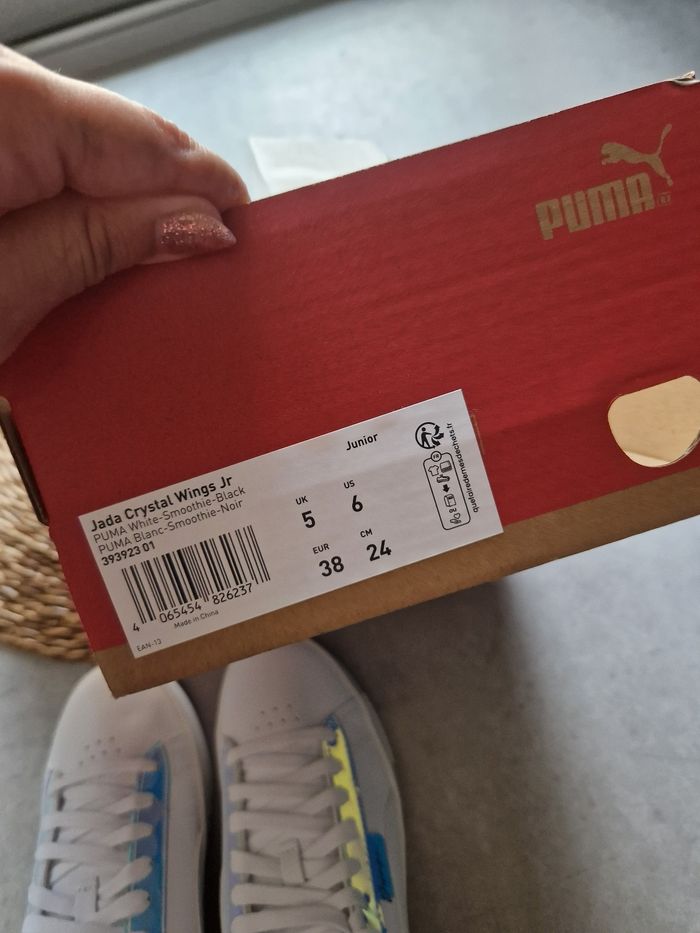 PUMA
Junior
Jada Crystal Wings Jr
PUMA White-Smoothie-Black
PUMA Blanc-Smoothie-Noir
393923 01
UK
5
US
6
EUR
38
CM
24
4 065454 826237
EAN-13
Made in China
FR
quefairedemesdechets.fr